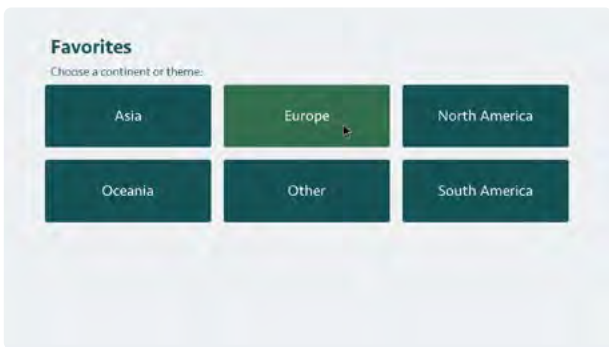 Favorites
Choose a continent or theme:
Asia
Europe
North America
Oceania
Other
South America